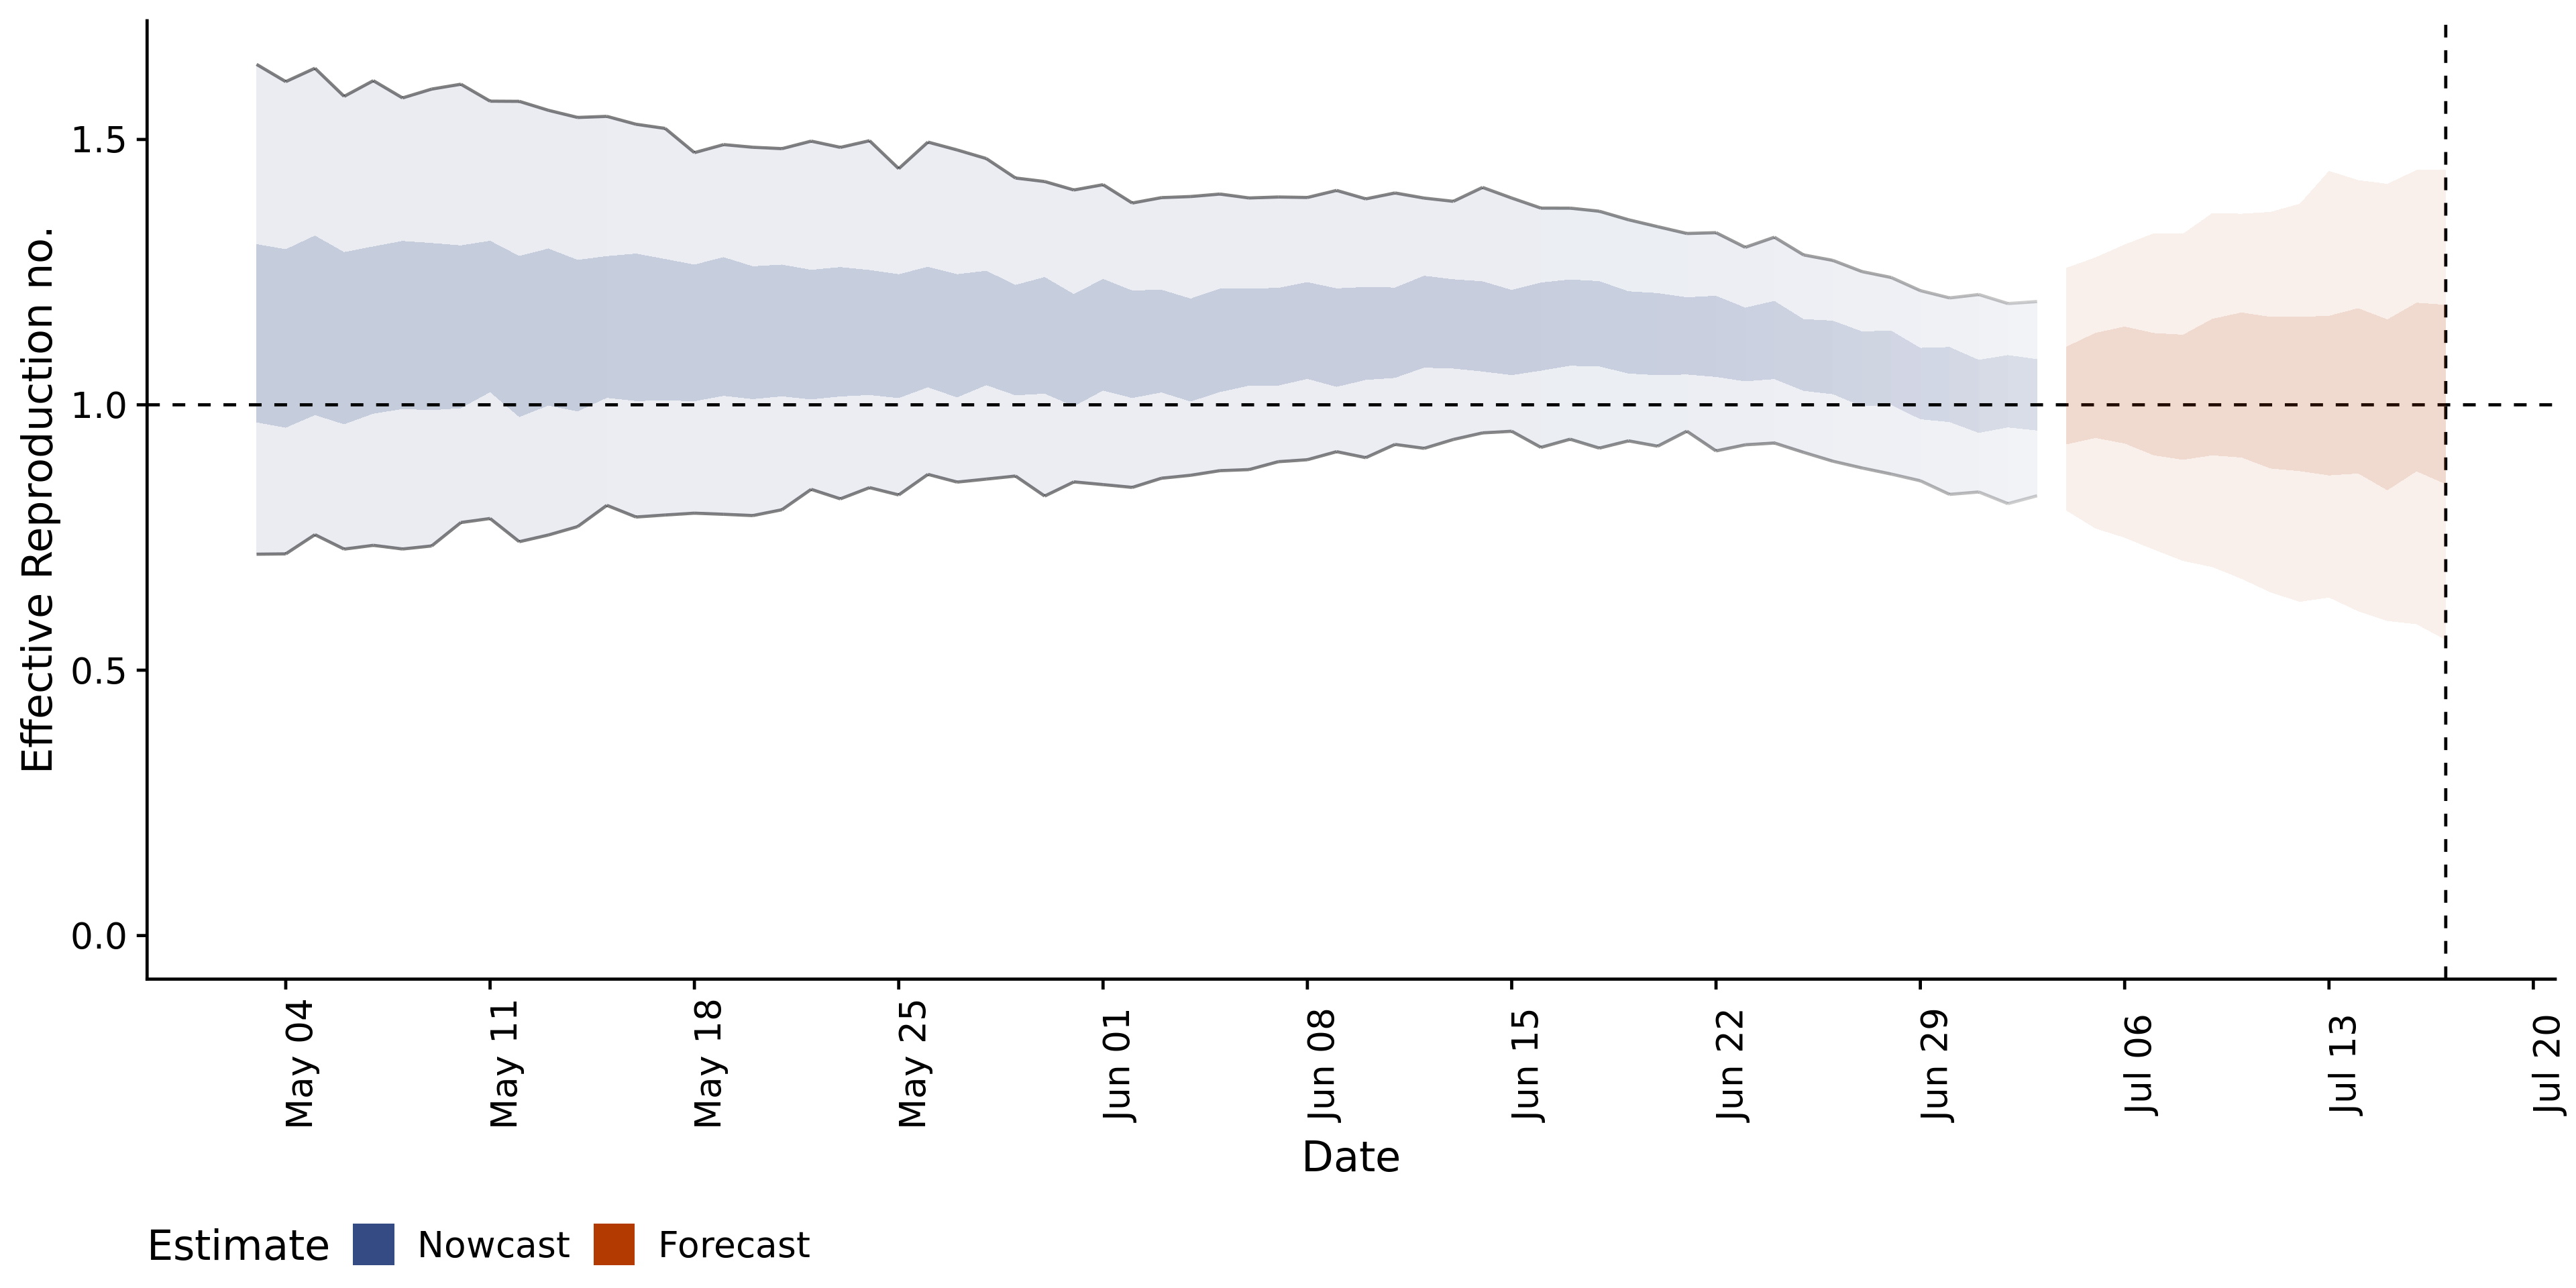 Effective Reproduction no.
1.5
1.0
0.5
0.0
May 04
May 11
May 18
May 25
Jun 01
Jun 08
Jun 15
Jun 22
Jun 29
Jul 06
Jul 13
Jul 20
Date
Estimate Nowcast Forecast